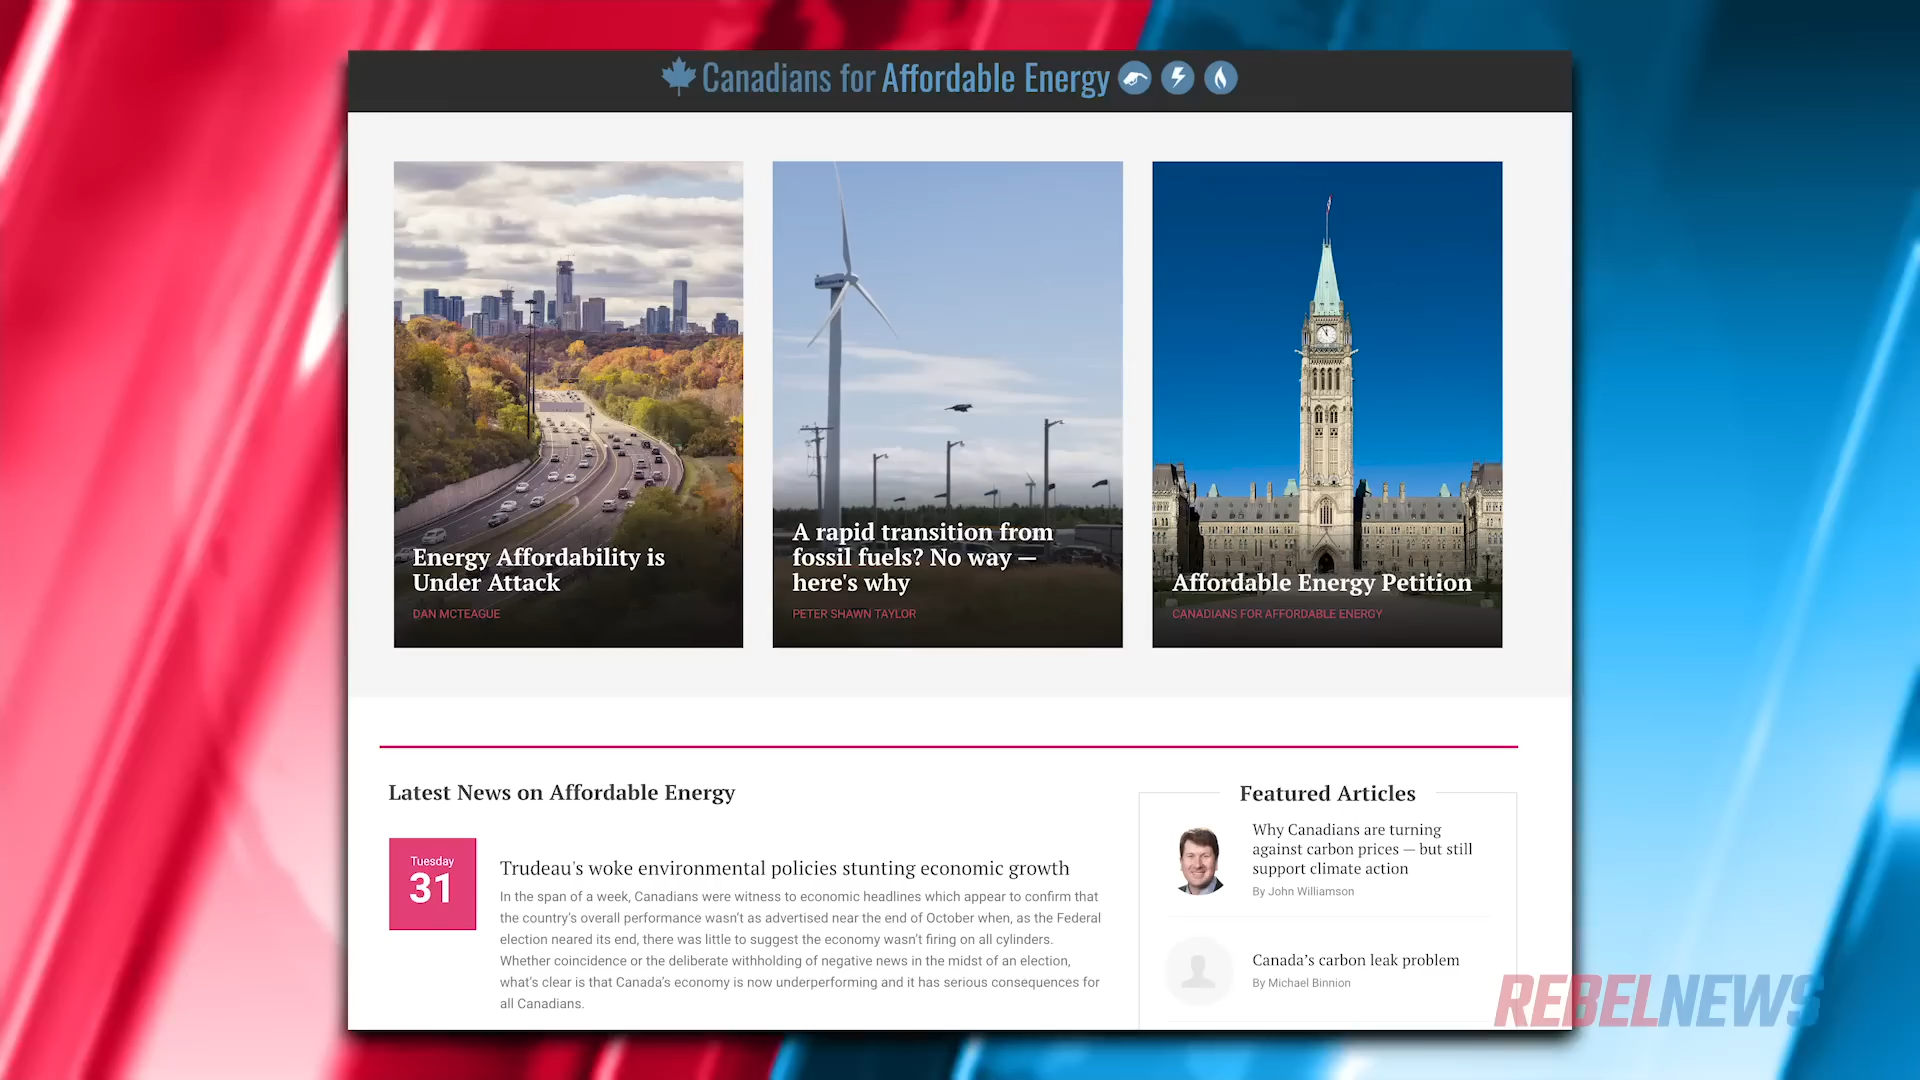 Canadians for Affordable Energy
Energy Affordability is
Under Attack
DAN MCTEAGUE
A rapid transition from
fossil fuels? No way —
here's why
PETER SHAWN TAYLOR
Affordable Energy Petition
CANADIANS FOR AFFORDABLE ENERGY
Latest News on Affordable Energy
Tuesday
31
Trudeau's woke environmental policies stunting economic growth
In the span of a week, Canadians were witness to economic headlines which appear to confirm that
the country's overall performance wasn't as advertised near the end of October when, as the Federal
election neared its end, there was little to suggest the economy wasn't firing on all cylinders.
Whether coincidence or the deliberate withholding of negative news in the midst of an election,
what's clear is that Canada's economy is now underperforming and it has serious consequences for
all Canadians.
Featured Articles
Why Canadians are turning
against carbon prices — but still
support climate action
By John Williamson
Canada's carbon leak problem
By Michael Binnion
REBELNEWS